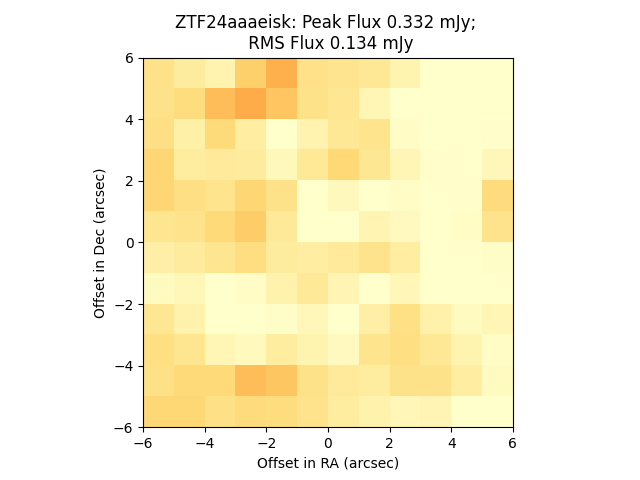 ZTF24aaaeisk: Peak Flux 0.332 mJy;
RMS Flux 0.134 mJy
6
4
2
0
−2
−4
−6
Offset in Dec (arcsec)
−6 −4 −2 0 2 4 6
Offset in RA (arcsec)